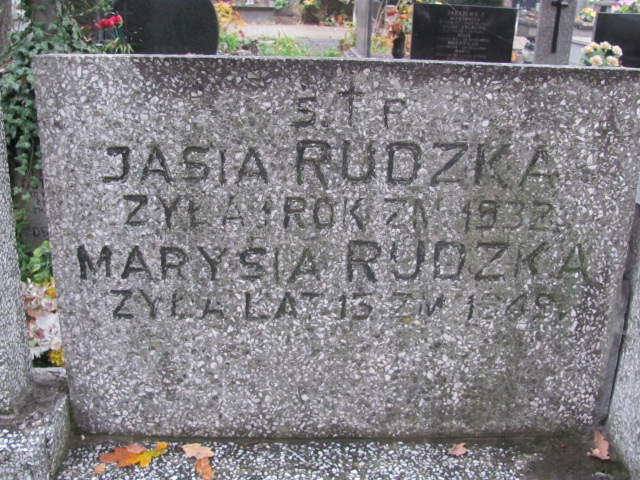 Ś. † P.
JASIA RUDZKA
ŻYŁA 1 ROK ZM. 1932.
MARYSIA RUDZKA
ŻYŁA LAT 13 ZM. 1949.